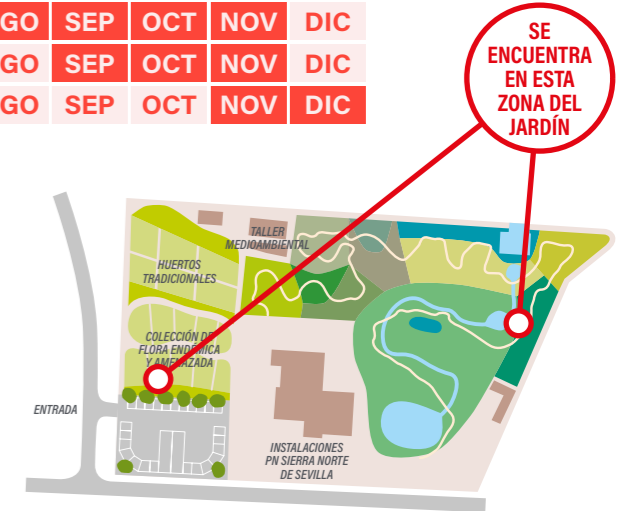 GO SEP OCT NOV DIC
GO SEP OCT NOV DIC
GO SEP OCT NOV DIC
SE
ENCUENTRA
EN ESTA
ZONA DEL
JARDÍN
TALLER
MEDIOAMBIENTAL
HUERTOS
TRADICIONALES
COLECCIÓN DE
FLORA ENDÉMICA
Y AMENAZADA
ENTRADA
INSTALACIONES
PN SIERRA NORTE
DE SEVILLA